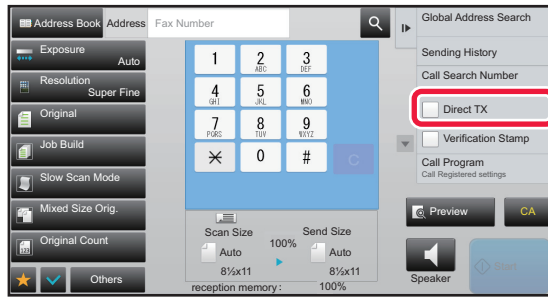 Address Book
Address
Fax Number
Exposure
Auto
Resolution
Super Fine
Original
Job Build
Slow Scan Mode
Mixed Size Orig.
Original Count
Others
1
2
ABC
3
DEF
4
GHI
5
JKL
6
MNO
7
PQRS
8
TUV
9
WXYZ
0
#
C
Scan Size
Send Size
100%
Auto
Auto
8½x11
8½x11
reception memory:
100%
Global Address Search
Sending History
Call Search Number
Direct TX
Verification Stamp
Call Program
Call Registered settings
Preview
CA
Speaker
Start